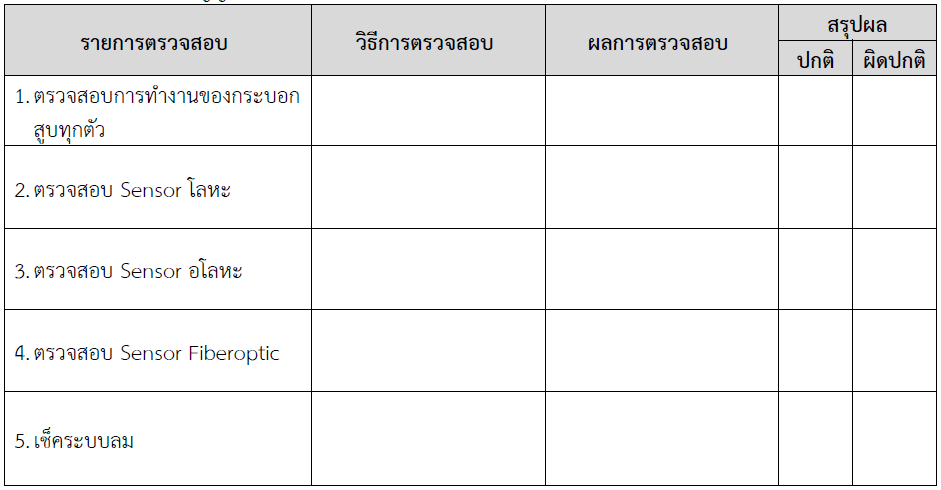 รายการตรวจสอบ
วิธีการตรวจสอบ
ผลการตรวจสอบ
สรุปผล
ปกติ
ผิดปกติ
1. ตรวจสอบการทำงานของกระบอก
สูบทุกตัว
2. ตรวจสอบ Sensor โลหะ
3. ตรวจสอบ Sensor อโลหะ
4. ตรวจสอบ Sensor Fiberoptic
5. เช็คระบบลม